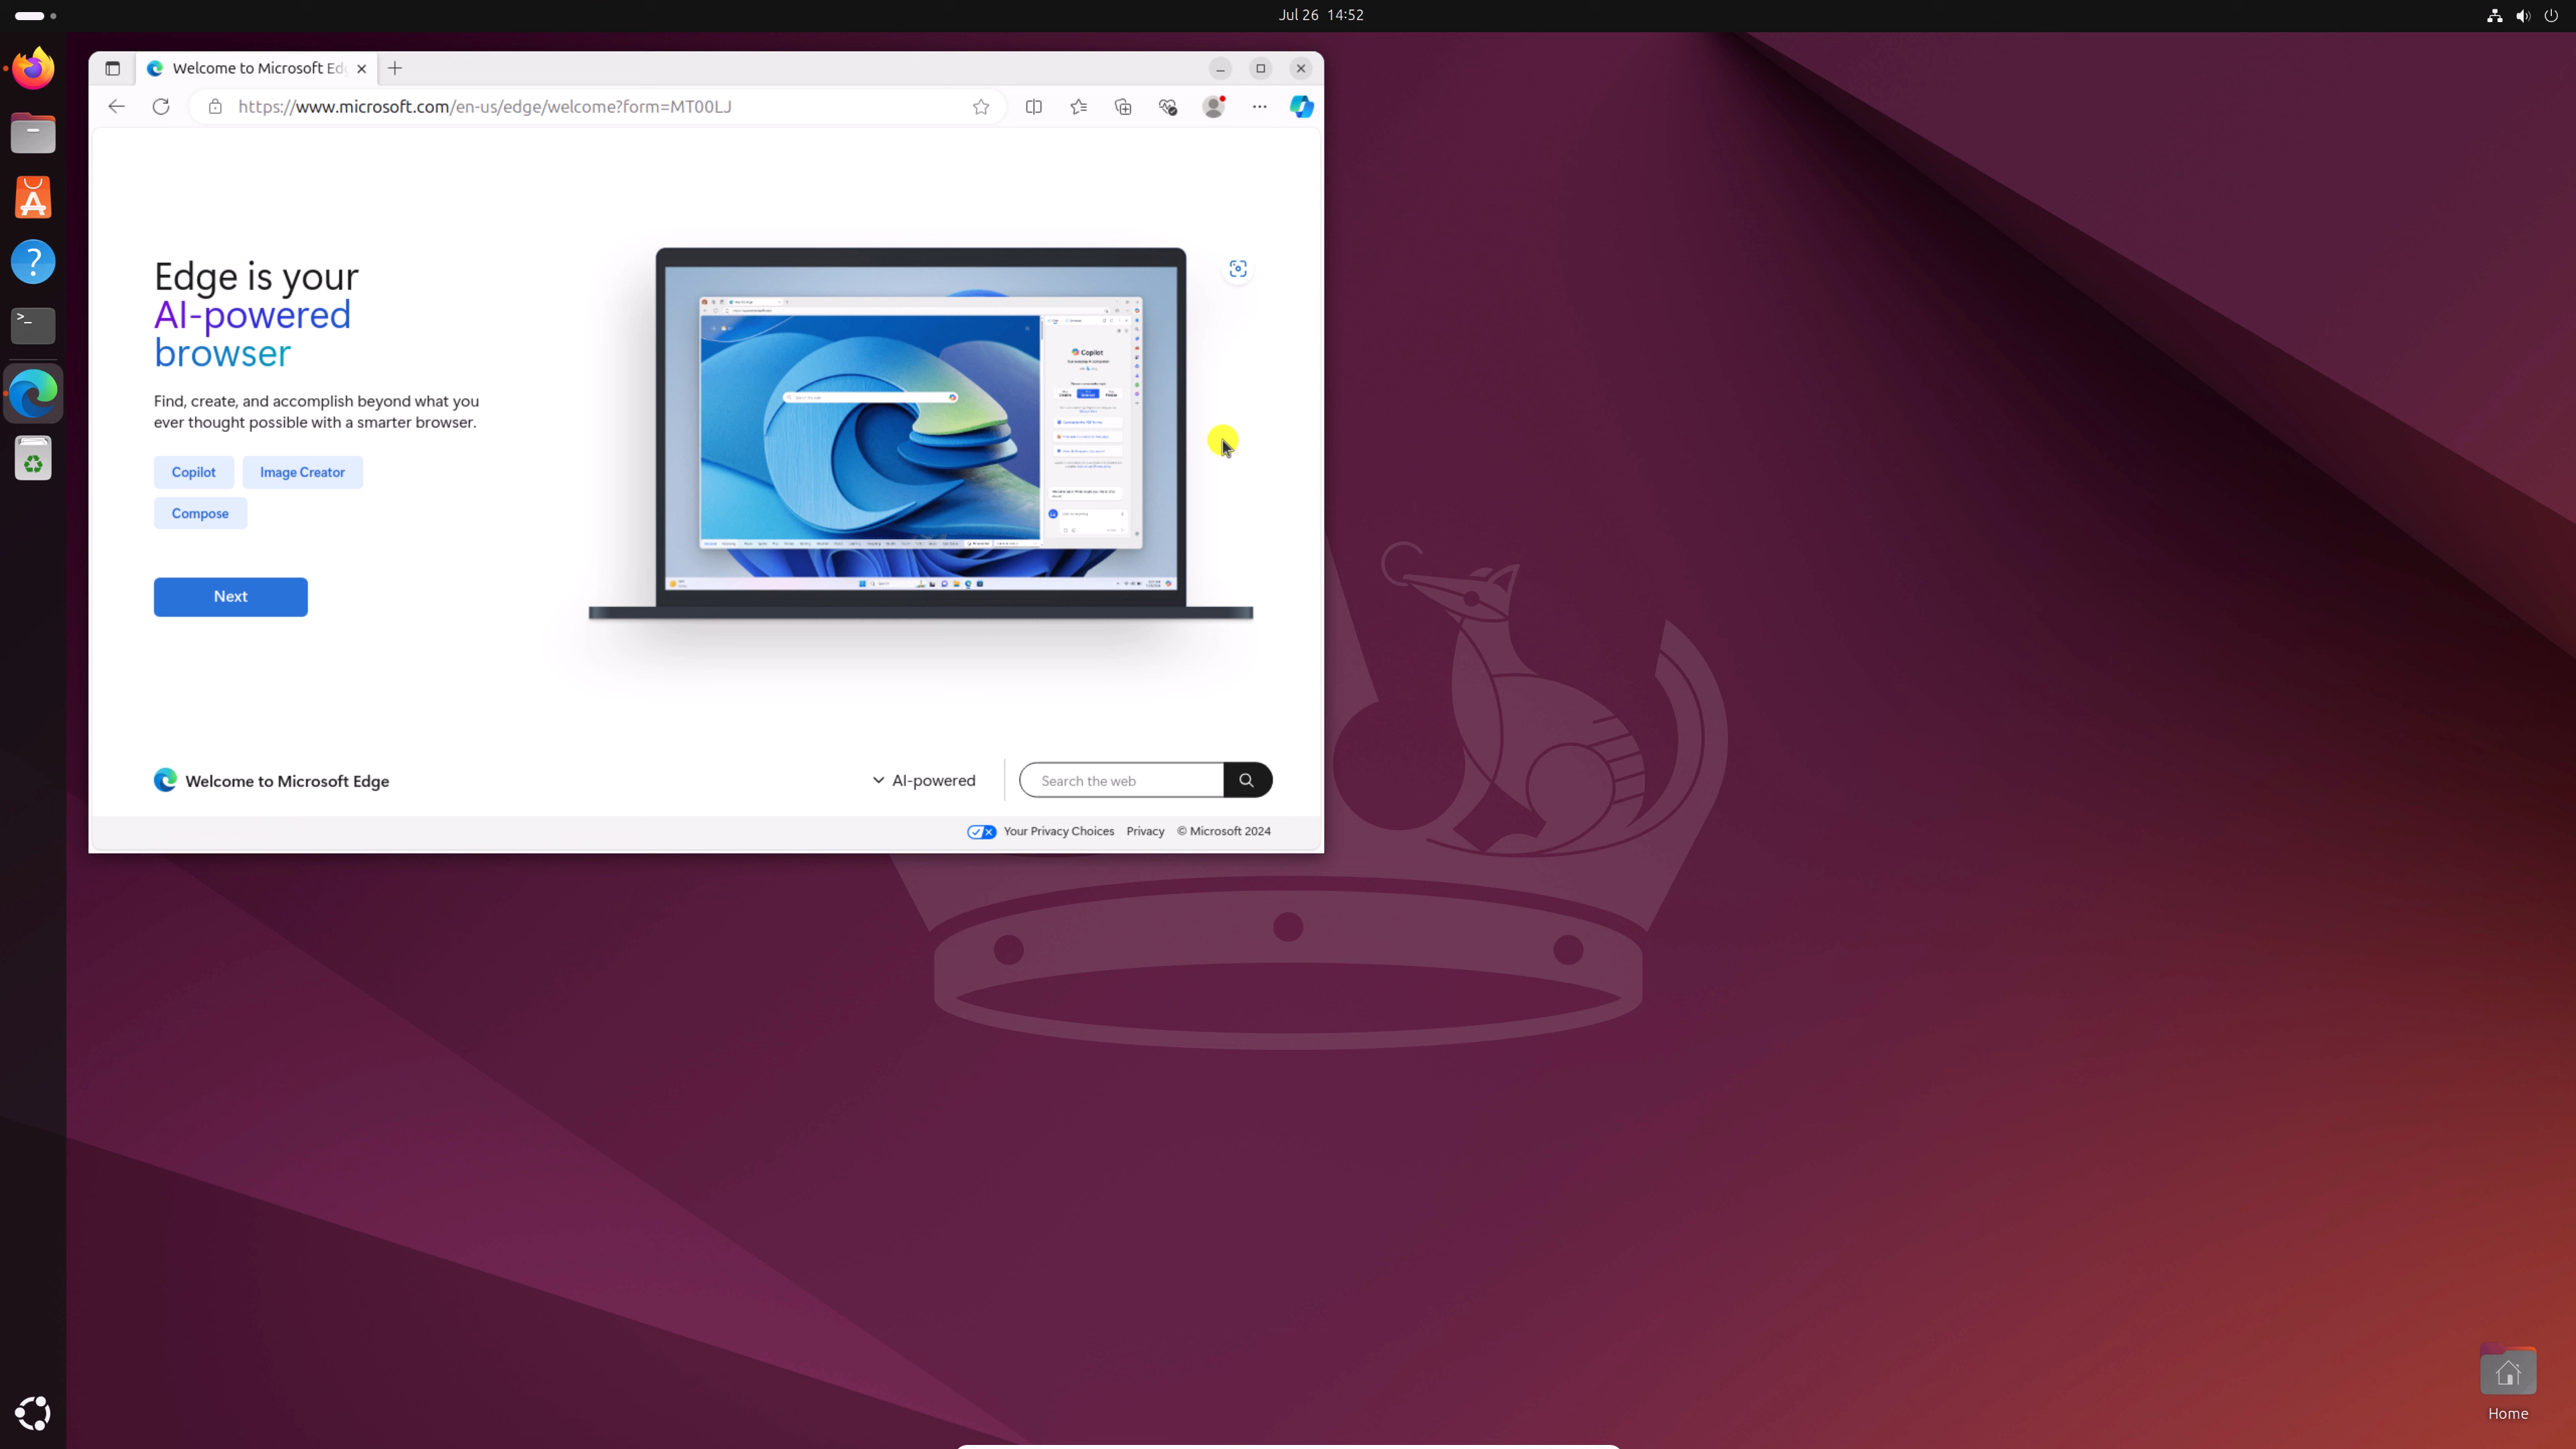 Jul 26 14:52
Welcome to Microsoft Ed
https://www.microsoft.com/en-us/edge/welcome?form=MT00LJ
Edge is your
AI-powered
browser
Find, create, and accomplish beyond what you
ever thought possible with a smarter browser.
Copilot
Image Creator
Compose
Next
Copilot
Welcome to Microsoft Edge
AI-powered
Search the web
Your Privacy Choices
Privacy
© Microsoft 2024
Home